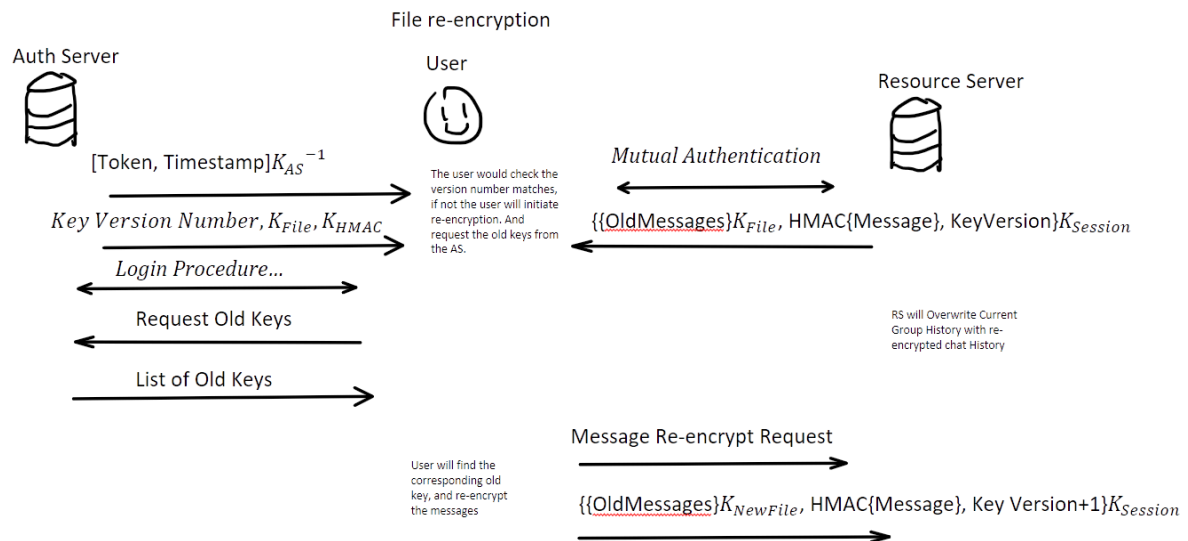 File re-encryption
Auth Server
User
Resource Server
[Token, Timestamp]K_AS^−1
Mutual Authentication
The user would check the
version number matches,
if not the user will initiate
re-encryption. And
request the old keys from
the AS.
Key Version Number, K_File, K_HMAC
{{OldMessages}K_File, HMAC{Message}, KeyVersion}K_Session
Login Procedure…
Request Old Keys
RS will Overwrite Current
Group History with re-
encrypted chat History
List of Old Keys
Message Re-encrypt Request
User will find the
corresponding old
key, and re-encrypt
the messages
{{OldMessages}K_NewFile, HMAC{Message}, Key Version+1}K_Session